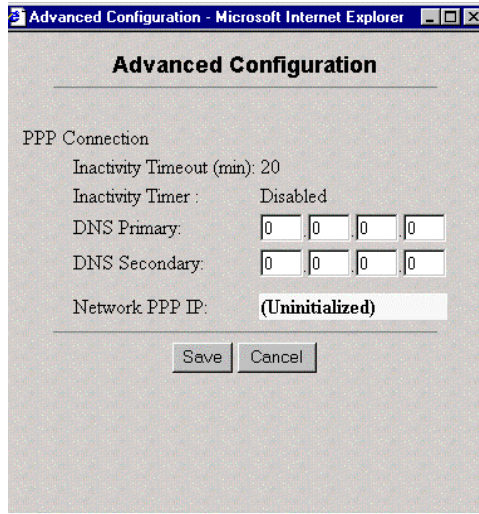 Advanced Configuration - Microsoft Internet Explorer
Advanced Configuration
PPP Connection
Inactivity Timeout (min): 20
Inactivity Timer : Disabled
DNS Primary: 0 . 0 . 0 . 0
DNS Secondary: 0 . 0 . 0 . 0
Network PPP IP: (Uninitialized)
Save Cancel